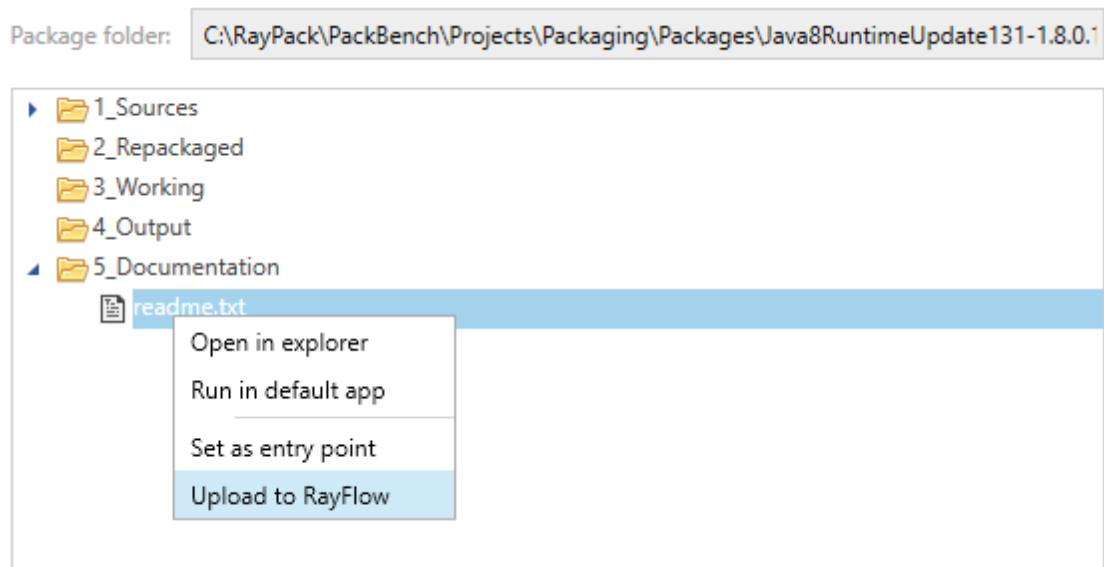 Package folder: C:\RayPack\PackBench\Projects\Packaging\Packages\Java8RuntimeUpdate131-1.8.0.1
1_Sources
2_Repackaged
3_Working
4_Output
5_Documentation
readme.txt
Open in explorer
Run in default app
Set as entry point
Upload to RayFlow